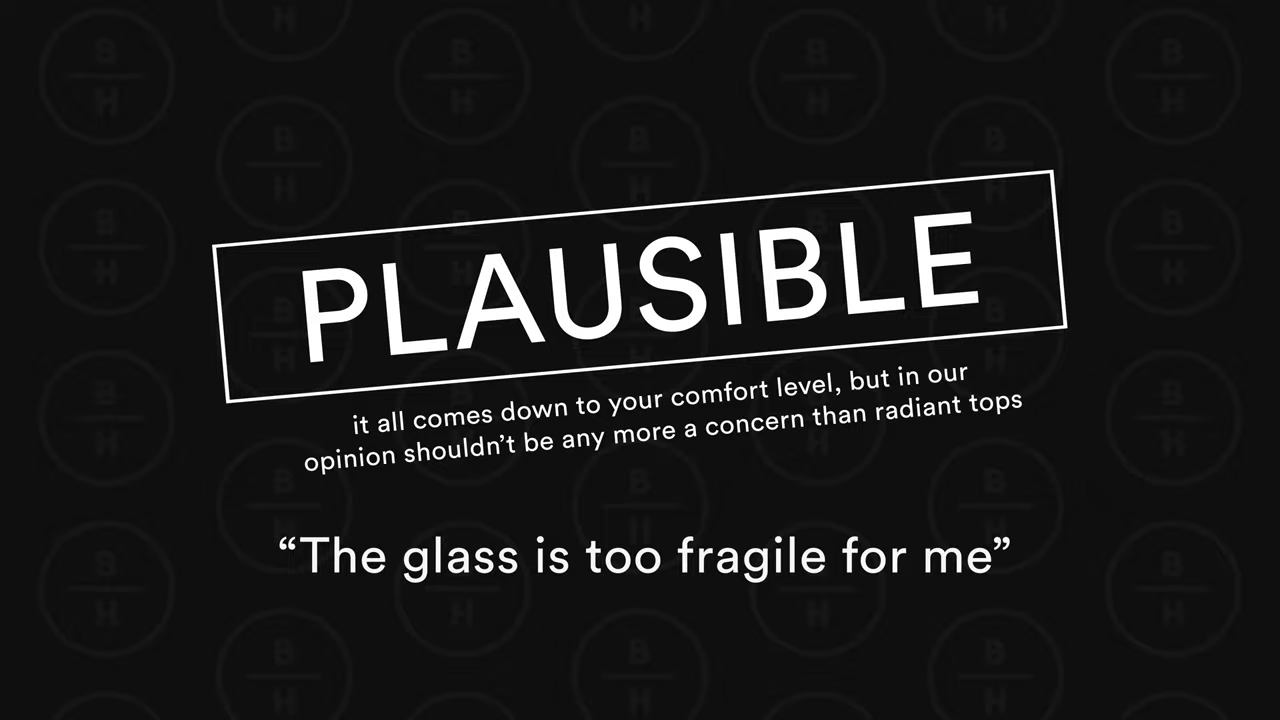 PLAUSIBLE
it all comes down to your comfort level, but in our
opinion shouldn't be any more a concern than radiant tops
“The glass is too fragile for me”
B
H